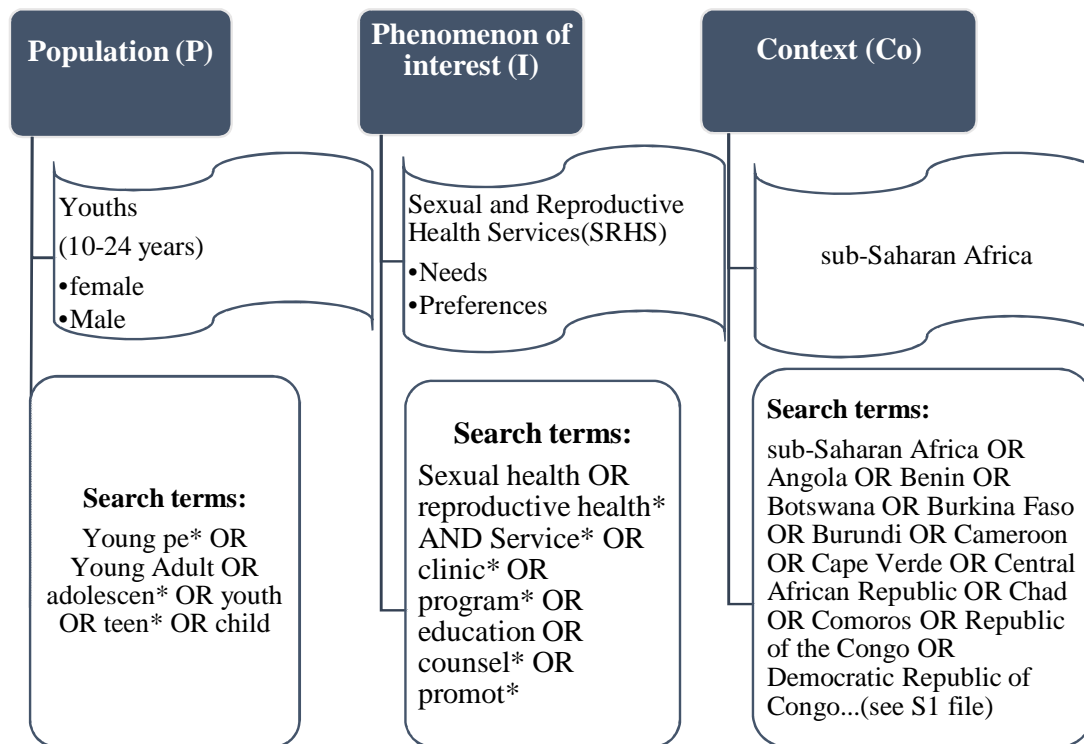 Population (P)
Youths
(10-24 years)
•female
•Male
Search terms:
Young pe* OR
Young Adult OR
adolescen* OR youth
OR teen* OR child
Phenomenon of
interest (I)
Sexual and Reproductive
Health Services(SRHS)
•Needs
•Preferences
Search terms:
Sexual health OR
reproductive health*
AND Service* OR
clinic* OR
program* OR
education OR
counsel* OR
promot*
Context (Co)
sub-Saharan Africa
Search terms:
sub-Saharan Africa OR
Angola OR Benin OR
Botswana OR Burkina Faso
OR Burundi OR Cameroon
OR Cape Verde OR Central
African Republic OR Chad
OR Comoros OR Republic
of the Congo OR
Democratic Republic of
Congo...(see S1 file)